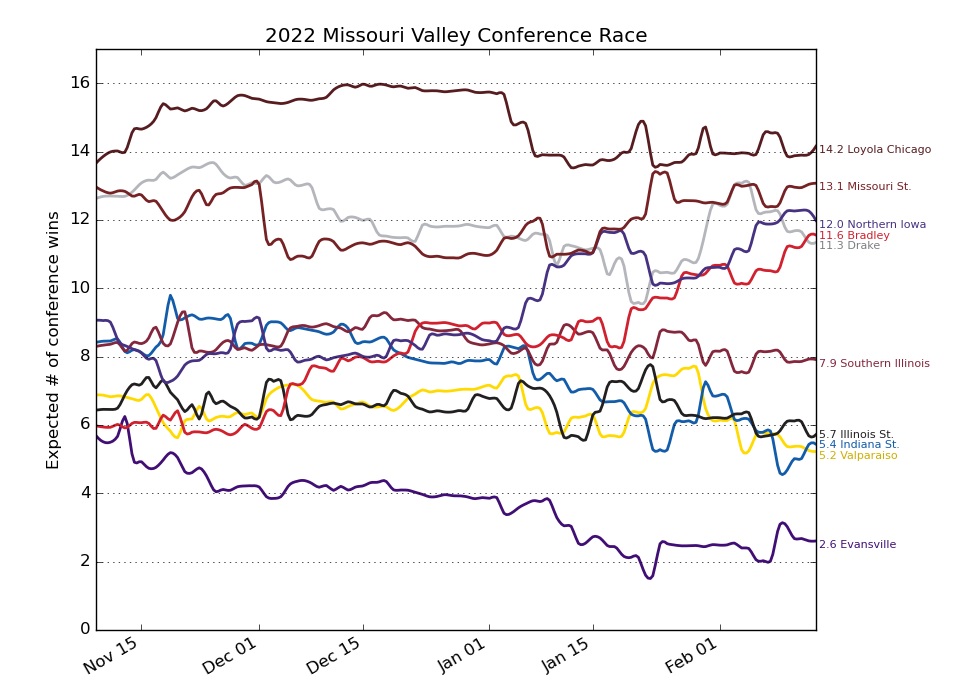 2022 Missouri Valley Conference Race
Expected # of conference wins
16
14
12
10
8
6
4
2
0
Nov 15
Dec 01
Dec 15
Jan 01
Jan 15
Feb 01
14.2 Loyola Chicago
13.1 Missouri St.
12.0 Northern Iowa
11.6 Bradley
11.3 Drake
7.9 Southern Illinois
5.7 Illinois St.
5.4 Indiana St.
5.2 Valparaiso
2.6 Evansville